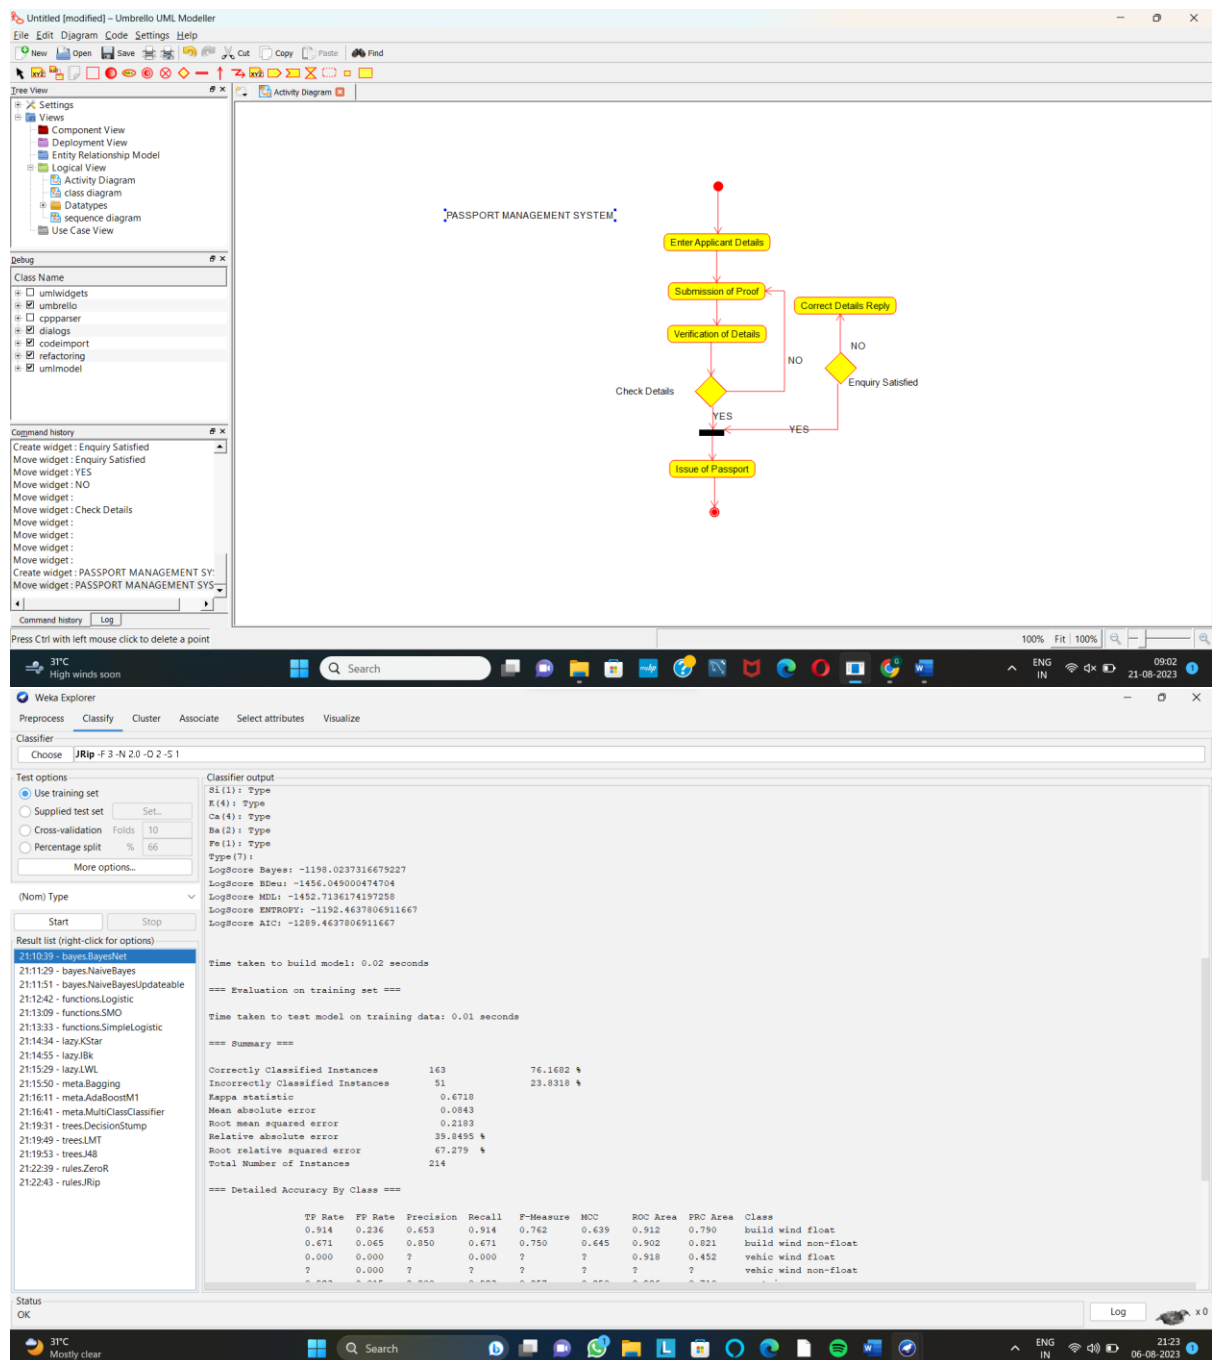 Untitled [modified] – Umbrello UML Modeller
File Edit Diagram Code Settings Help
New Open Save Cut Copy Paste Find
Tree View
Activity Diagram
Settings
Views
Component View
Deployment View
Entity Relationship Model
Logical View
Activity Diagram
class diagram
Datatypes
sequence diagram
Use Case View
Debug
Class Name
umlwidgets
umbrello
cppparser
dialogs
codeimport
refactoring
umlmodel
Command history
Create widget : Enquiry Satisfied
Move widget : Enquiry Satisfied
Move widget : YES
Move widget : NO
Move widget :
Move widget : Check Details
Move widget :
Move widget :
Move widget :
Move widget :
Create widget : PASSPORT MANAGEMENT SY
Move widget : PASSPORT MANAGEMENT SYS
Command history Log
PASSPORT MANAGEMENT SYSTEM
Enter Applicant Details
Submission of Proof
Correct Details Reply
Verification of Details
NO
NO
Enquiry Satisfied
Check Details
YES
YES
Issue of Passport
Press Ctrl with left mouse click to delete a point
100% Fit 100%
31°C
High winds soon
Search
ENG
IN
09:02
21-08-2023
1
Weka Explorer
Preprocess Classify Cluster Associate Select attributes Visualize
Classifier
Choose JRip -F 3 -N 2.0 -O 2 -S 1
Test options
Use training set
Supplied test set Set...
Cross-validation Folds 10
Percentage split % 66
More options...
(Nom) Type
Start Stop
Result list (right-click for options)
21:10:39 - bayes.BayesNet
21:11:29 - bayes.NaiveBayes
21:11:51 - bayes.NaiveBayesUpdateable
21:12:42 - functions.Logistic
21:13:09 - functions.SMO
21:13:33 - functions.SimpleLogistic
21:14:34 - lazy.KStar
21:14:55 - lazy.IBk
21:15:29 - lazy.LWL
21:15:50 - meta.Bagging
21:16:11 - meta.AdaBoostM1
21:16:41 - meta.MultiClassClassifier
21:19:31 - trees.DecisionStump
21:19:49 - trees.LMT
21:19:53 - trees.J48
21:22:39 - rules.ZeroR
21:22:43 - rules.JRip
Classifier output
Si(1): Type
K(4): Type
Ca(4): Type
Ba(2): Type
Fe(1): Type
Type(7):
LogScore Bayes: -1198.0237316679227
LogScore BDeu: -1456.049000474704
LogScore MDL: -1452.7136174197258
LogScore ENTROPY: -1192.4637806911667
LogScore AIC: -1289.4637806911667
Time taken to build model: 0.02 seconds
=== Evaluation on training set ===
Time taken to test model on training data: 0.01 seconds
=== Summary ===
Correctly Classified Instances 163 76.1682 %
Incorrectly Classified Instances 51 23.8318 %
Kappa statistic 0.6718
Mean absolute error 0.0843
Root mean squared error 0.2183
Relative absolute error 39.8495 %
Root relative squared error 67.279 %
Total Number of Instances 214
=== Detailed Accuracy By Class ===
TP Rate FP Rate Precision Recall F-Measure MCC ROC Area PRC Area Class
0.914 0.236 0.653 0.914 0.762 0.639 0.912 0.790 build wind float
0.671 0.065 0.850 0.671 0.750 0.645 0.902 0.821 build wind non-float
0.000 0.000 ? 0.000 ? ? 0.918 0.452 vehic wind float
? 0.000 ? ? ? ? ? ? vehic wind non-float
Status
OK
Log x 0
31°C
Mostly clear
Search
ENG
IN
21:23
06-08-2023
1